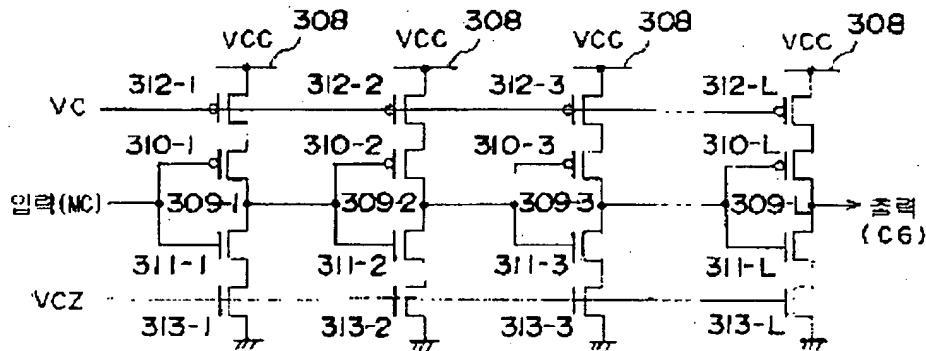 308 308 308 308
VCC VCC VCC VCC
312-1 312-2 312-3 312-L
VC
310-1 310-2 310-3 310-L
입력(MC) 309-1 309-2 309-3 309-L 출력
(C6)
311-1 311-2 311-3 311-L
VCZ
313-1 313-2 313-3 313-L